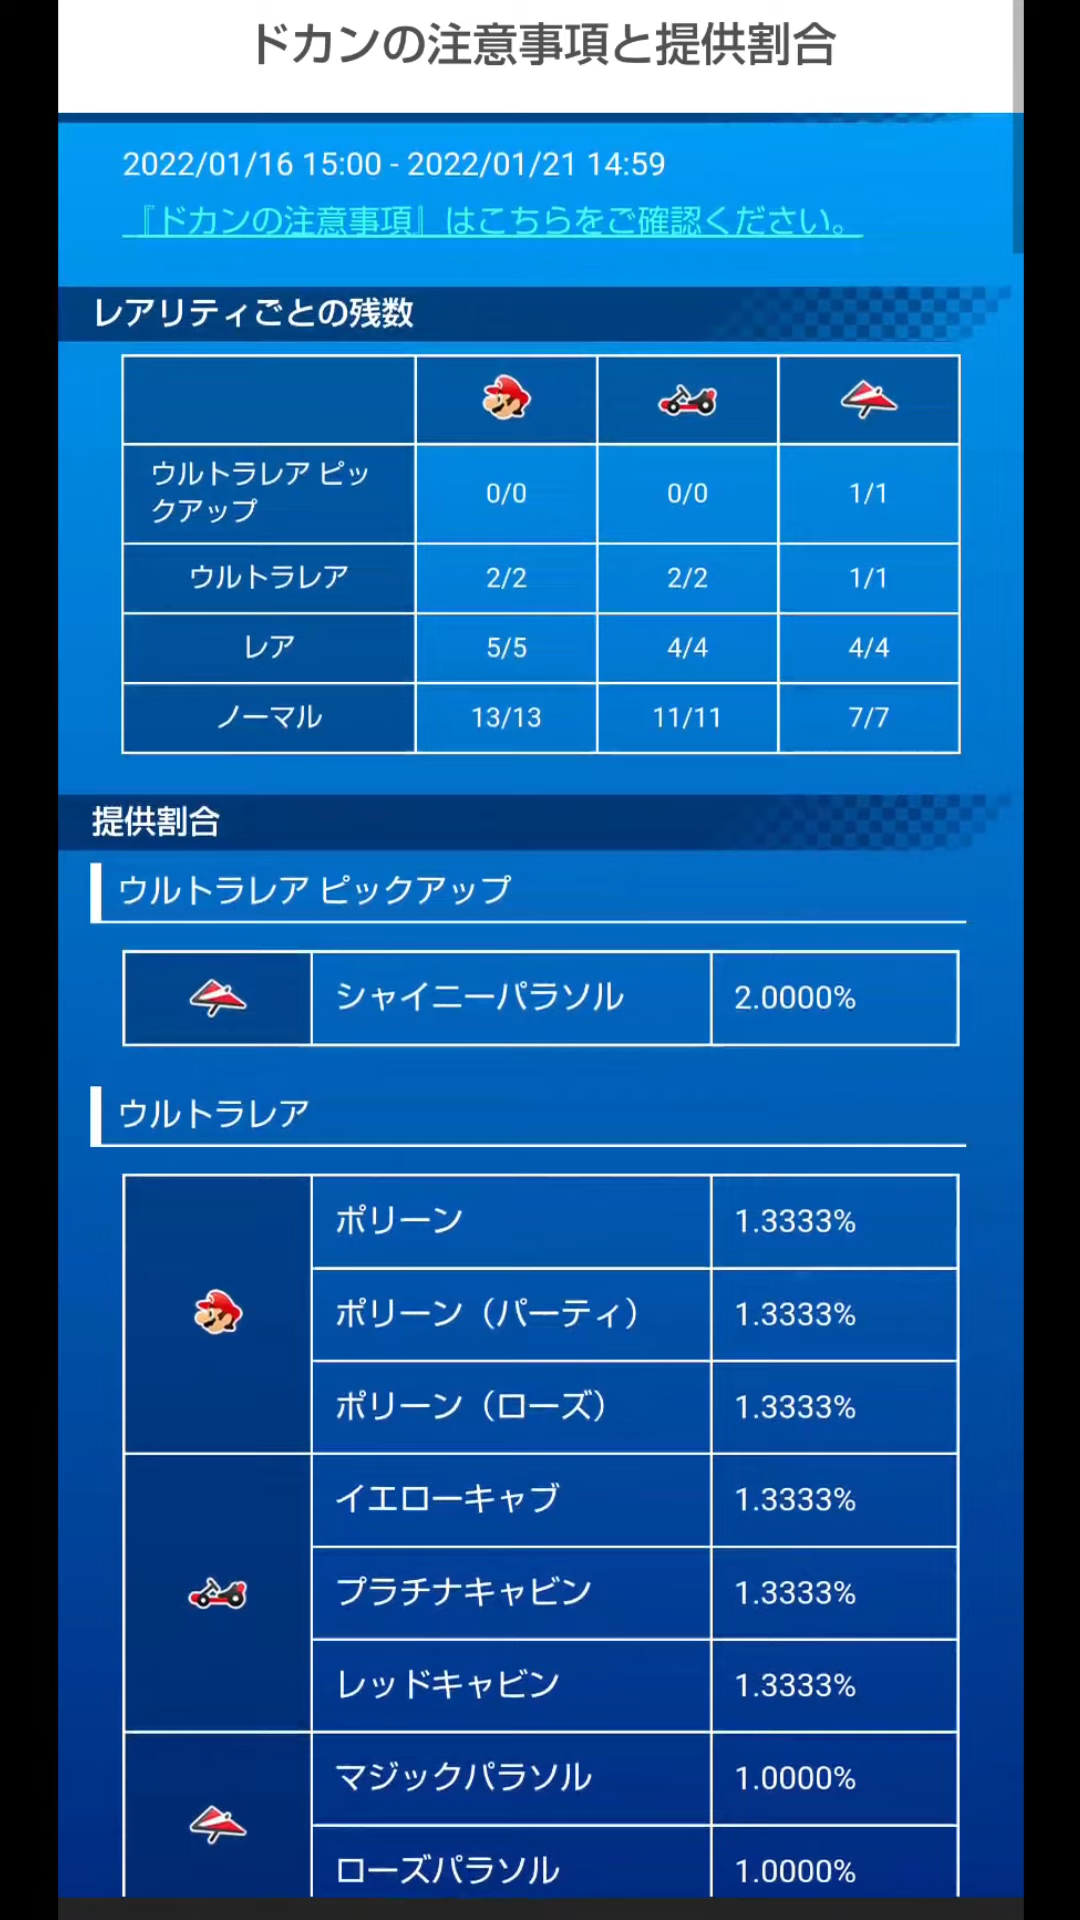 ドカンの注意事項と提供割合
2022/01/16 15:00 - 2022/01/21 14:59
『ドカンの注意事項』はこちらをご確認ください。
レアリティごとの残数
ウルトラレア ピッ
クアップ
0/0 0/0 1/1
ウルトラレア 2/2 2/2 1/1
レア 5/5 4/4 4/4
ノーマル 13/13 11/11 7/7
提供割合
ウルトラレア ピックアップ
シャイニーパラソル 2.0000%
ウルトラレア
ポリーン 1.3333%
ポリーン（パーティ） 1.3333%
ポリーン（ローズ） 1.3333%
イエローキャブ 1.3333%
プラチナキャビン 1.3333%
レッドキャビン 1.3333%
マジックパラソル 1.0000%
ローズパラソル 1.0000%